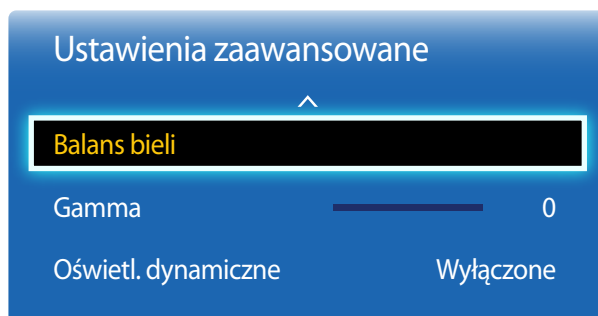 Ustawienia zaawansowane
Balans bieli
Gamma 0
Oświetl. dynamiczne Wyłączone